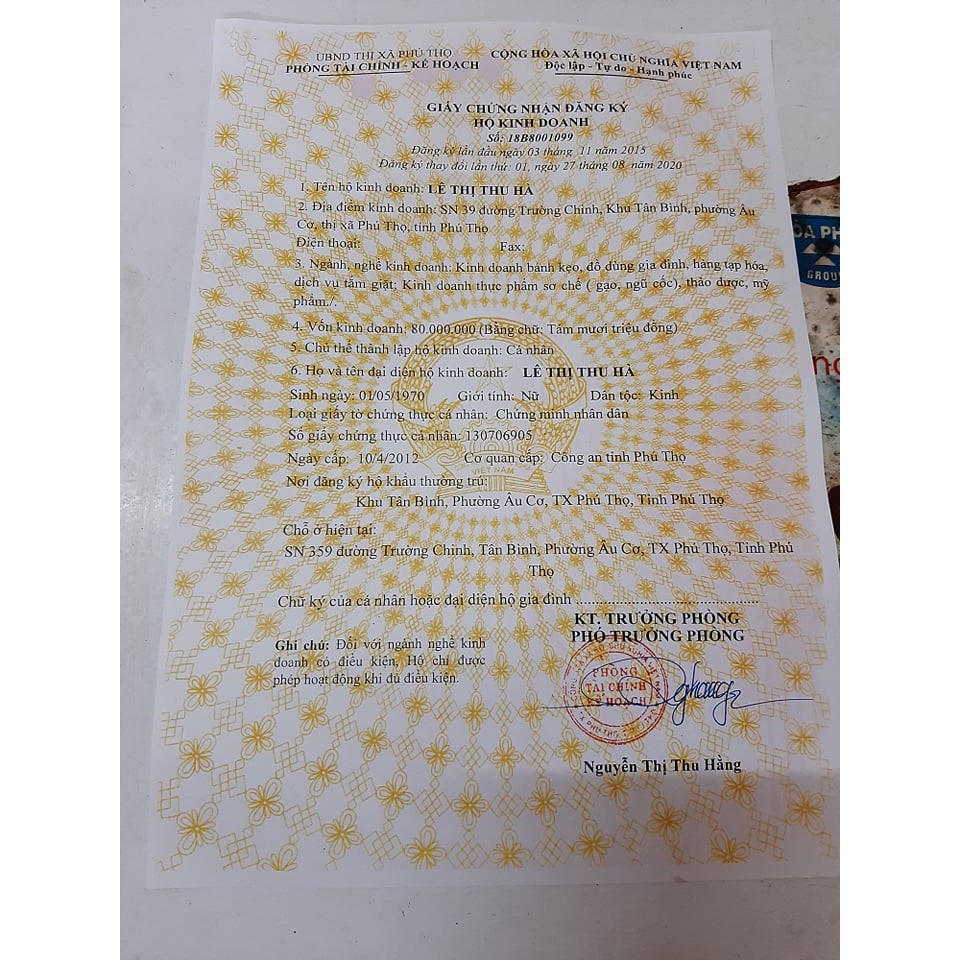 UBND THỊ XÃ PHÚ THỌ
PHÒNG TÀI CHÍNH - KẾ HOẠCH
CỘNG HÒA XÃ HỘI CHỦ NGHĨA VIỆT NAM
Độc lập - Tự do - Hạnh phúc
GIẤY CHỨNG NHẬN ĐĂNG KÝ
HỘ KINH DOANH
Số: 18B8001099
Đăng ký lần đầu ngày 03 tháng 11 năm 2015
Đăng ký thay đổi lần thứ: 01, ngày 27 tháng 08, năm 2020
1. Tên hộ kinh doanh: LÊ THỊ THU HÀ
2. Địa điểm kinh doanh: SN 39 đường Trường Chinh, Khu Tân Bình, phường Âu
Cơ, thị xã Phú Thọ, tỉnh Phú Thọ
Điện thoại: Fax:
3. Ngành, nghề kinh doanh: Kinh doanh bánh kẹo, đồ dùng gia đình, hàng tạp hóa,
dịch vụ tắm giặt; Kinh doanh thực phẩm sơ chế ( gạo, ngũ cốc), thảo dược, mỹ
phẩm./.
4. Vốn kinh doanh: 80.000.000 (Bằng chữ: Tám mươi triệu đồng)
5. Chủ thể thành lập hộ kinh doanh: Cá nhân
6. Họ và tên đại diện hộ kinh doanh: LÊ THỊ THU HÀ
Sinh ngày: 01/05/1970 Giới tính: Nữ Dân tộc: Kinh
Loại giấy tờ chứng thực cá nhân: Chứng minh nhân dân
Số giấy chứng thực cá nhân: 130706905
Ngày cấp: 10/4/2012 Cơ quan cấp: Công an tỉnh Phú Thọ
VIỆT NAM
Nơi đăng ký hộ khẩu thường trú:
Khu Tân Bình, Phường Âu Cơ, TX Phú Thọ, Tỉnh Phú Thọ
Chỗ ở hiện tại:
SN 359 đường Trường Chinh, Tân Bình, Phường Âu Cơ, TX Phú Thọ, Tỉnh Phú
Thọ
Chữ ký của cá nhân hoặc đại diện hộ gia đình ............................................
KT. TRƯỞNG PHÒNG
PHÓ TRƯỞNG PHÒNG
Ghi chú: Đối với ngành nghề kinh
doanh có điều kiện, Hộ chỉ được
phép hoạt động khi đủ điều kiện.
PHÒNG
TÀI CHÍNH
KẾ HOẠCH
Nguyễn Thị Thu Hằng
GROUP